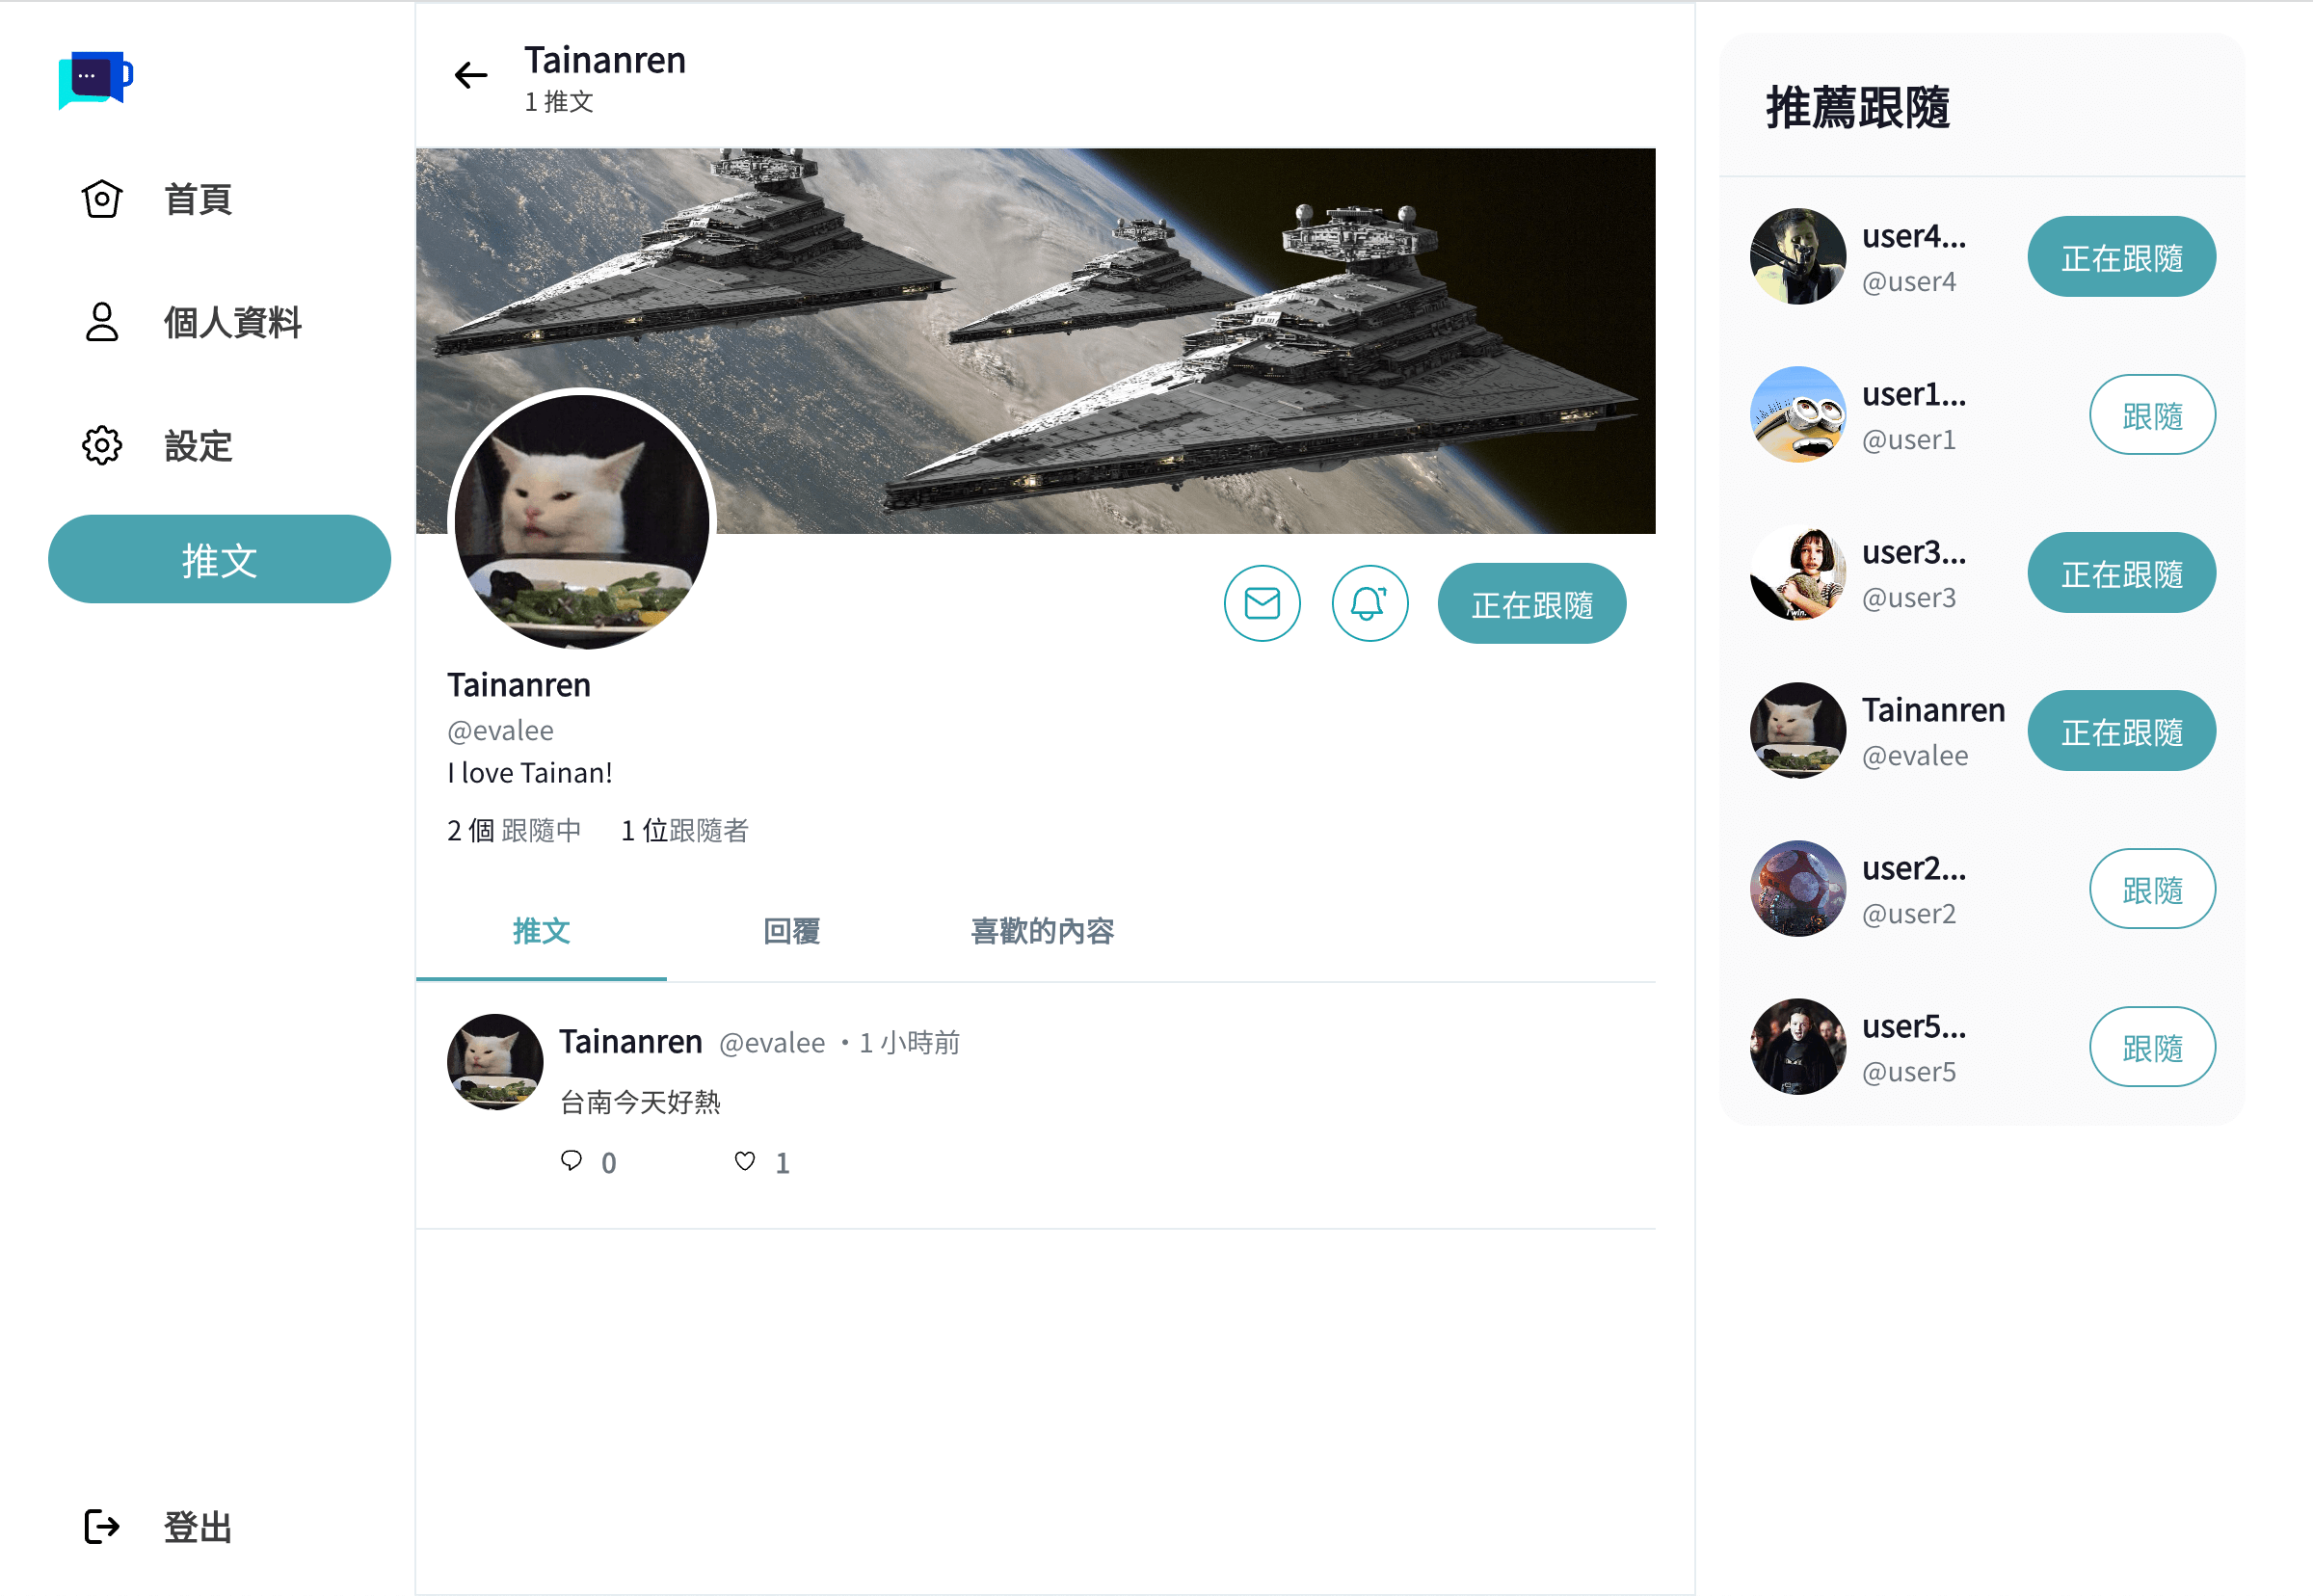 首頁
個人資料
設定
推文
登出
Tainanren
1 推文
正在跟隨
Tainanren
@evalee
I love Tainan!
2 個 跟隨中 1 位跟隨者
推文 回覆 喜歡的內容
Tainanren @evalee・1 小時前
台南今天好熱
0 1
推薦跟隨
user4...
@user4
正在跟隨
user1...
@user1
跟隨
user3...
@user3
正在跟隨
I win.
Tainanren
@evalee
正在跟隨
user2...
@user2
跟隨
user5...
@user5
跟隨